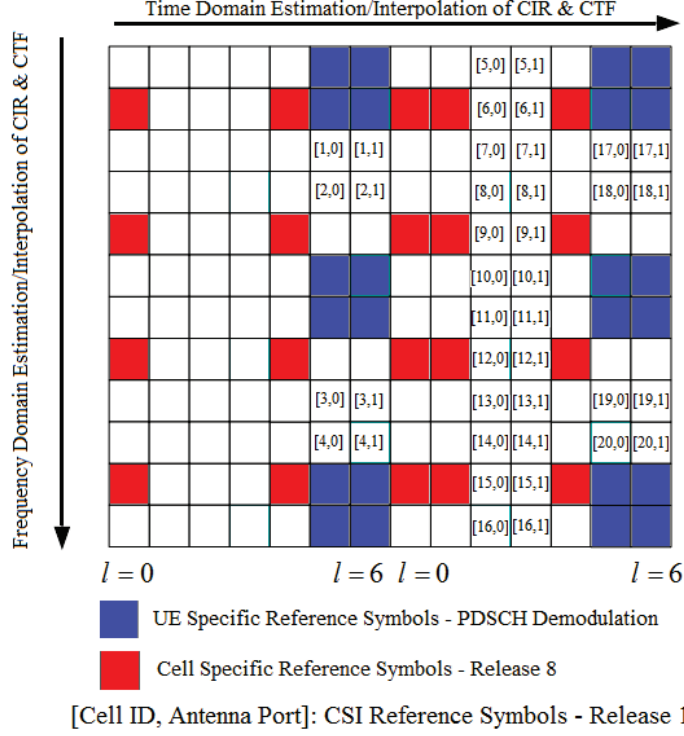 Time Domain Estimation/Interpolation of CIR & CTF
Frequency Domain Estimation/Interpolation of CIR & CTF
[5,0] [5,1]
[6,0] [6,1]
[1,0] [1,1] [7,0] [7,1] [17,0] [17,1]
[2,0] [2,1] [8,0] [8,1] [18,0] [18,1]
[9,0] [9,1]
[10,0] [10,1]
[11,0] [11,1]
[12,0] [12,1]
[3,0] [3,1] [13,0] [13,1] [19,0] [19,1]
[4,0] [4,1] [14,0] [14,1] [20,0] [20,1]
[15,0] [15,1]
[16,0] [16,1]
l = 0 l = 6 l = 0 l = 6
UE Specific Reference Symbols - PDSCH Demodulation
Cell Specific Reference Symbols - Release 8
[Cell ID, Antenna Port]: CSI Reference Symbols - Release 1